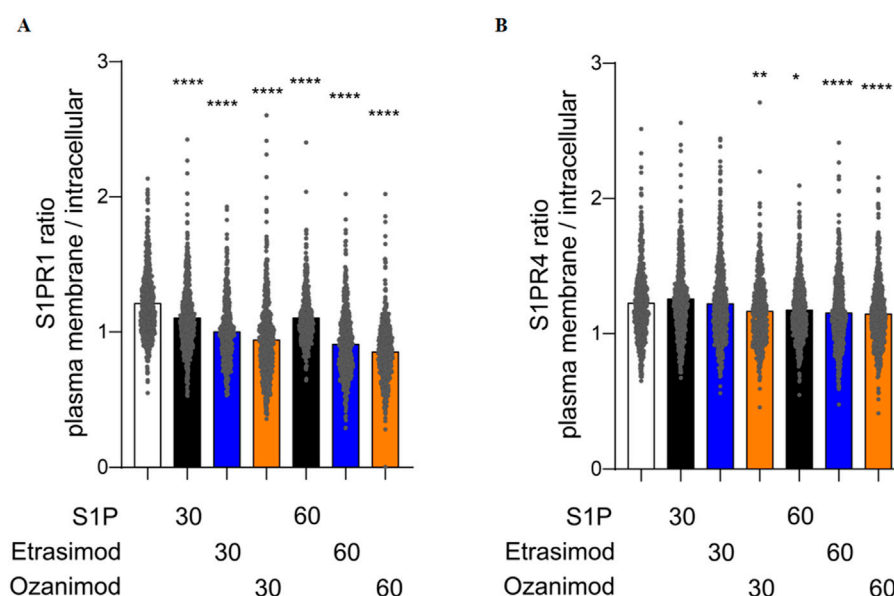 A
S1PR1 ratio
plasma membrane / intracellular
3
2
1
0
**** **** **** **** **** ****
S1P 30 60
Etrasimod 30 60
Ozanimod 30 60
B
S1PR4 ratio
plasma membrane / intracellular
3
2
1
0
** * **** ****
S1P 30 60
Etrasimod 30 60
Ozanimod 30 60